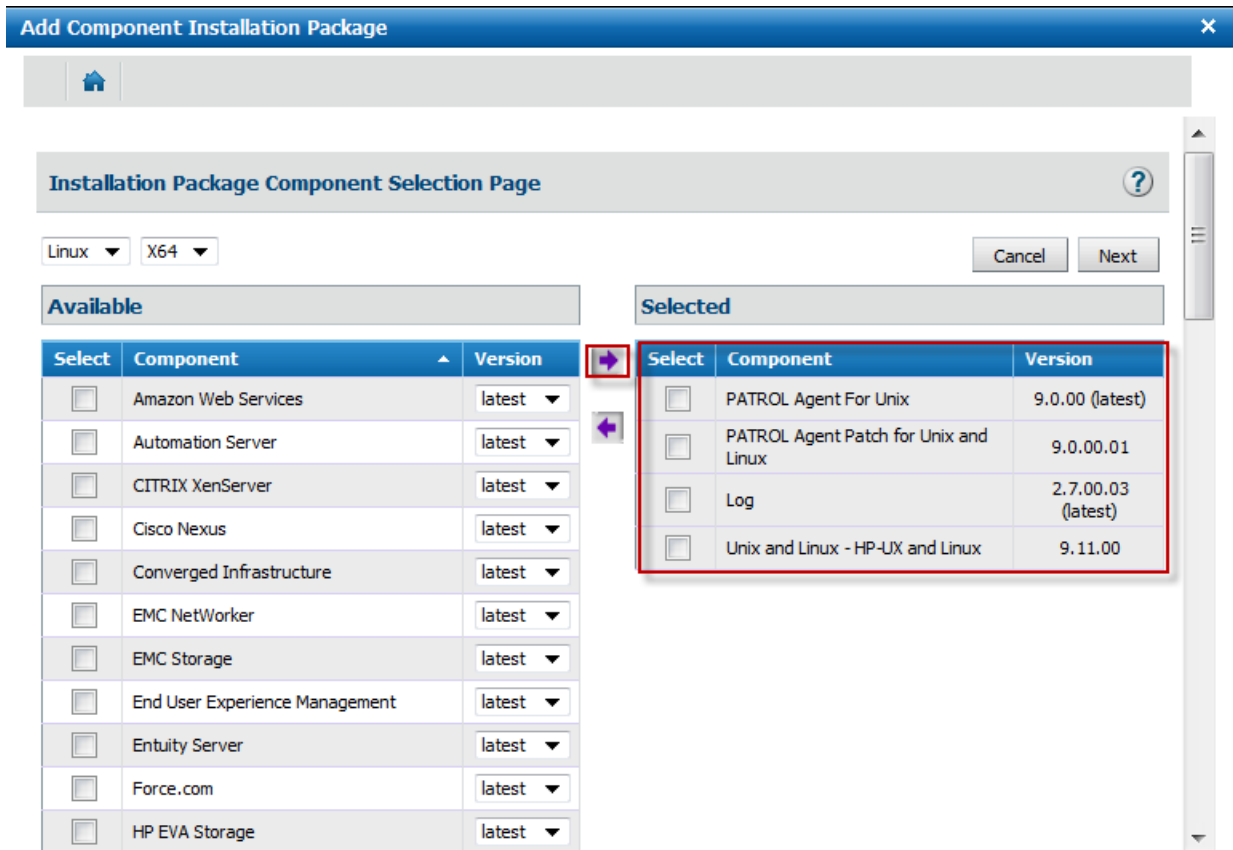 Add Component Installation Package
Installation Package Component Selection Page
?
Linux X64
Cancel Next
Available
Select Component Version
Amazon Web Services latest
Automation Server latest
CITRIX XenServer latest
Cisco Nexus latest
Converged Infrastructure latest
EMC NetWorker latest
EMC Storage latest
End User Experience Management latest
Entuity Server latest
Force.com latest
HP EVA Storage latest
Selected
Select Component Version
PATROL Agent For Unix 9.0.00 (latest)
PATROL Agent Patch for Unix and
Linux
9.0.00.01
Log
2.7.00.03
(latest)
Unix and Linux - HP-UX and Linux 9.11.00